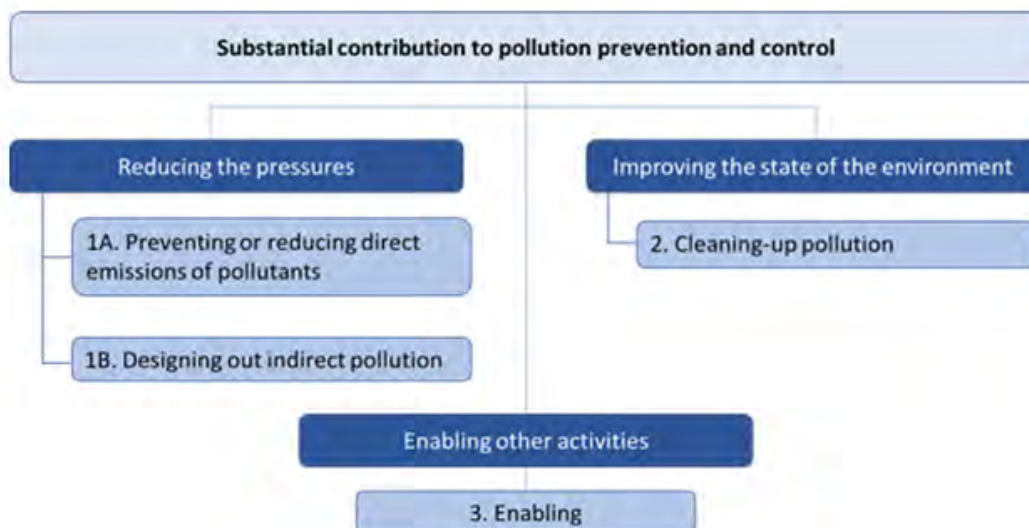 Substantial contribution to pollution prevention and control
Reducing the pressures
Improving the state of the environment
1A. Preventing or reducing direct
emissions of pollutants
2. Cleaning-up pollution
1B. Designing out indirect pollution
Enabling other activities
3. Enabling